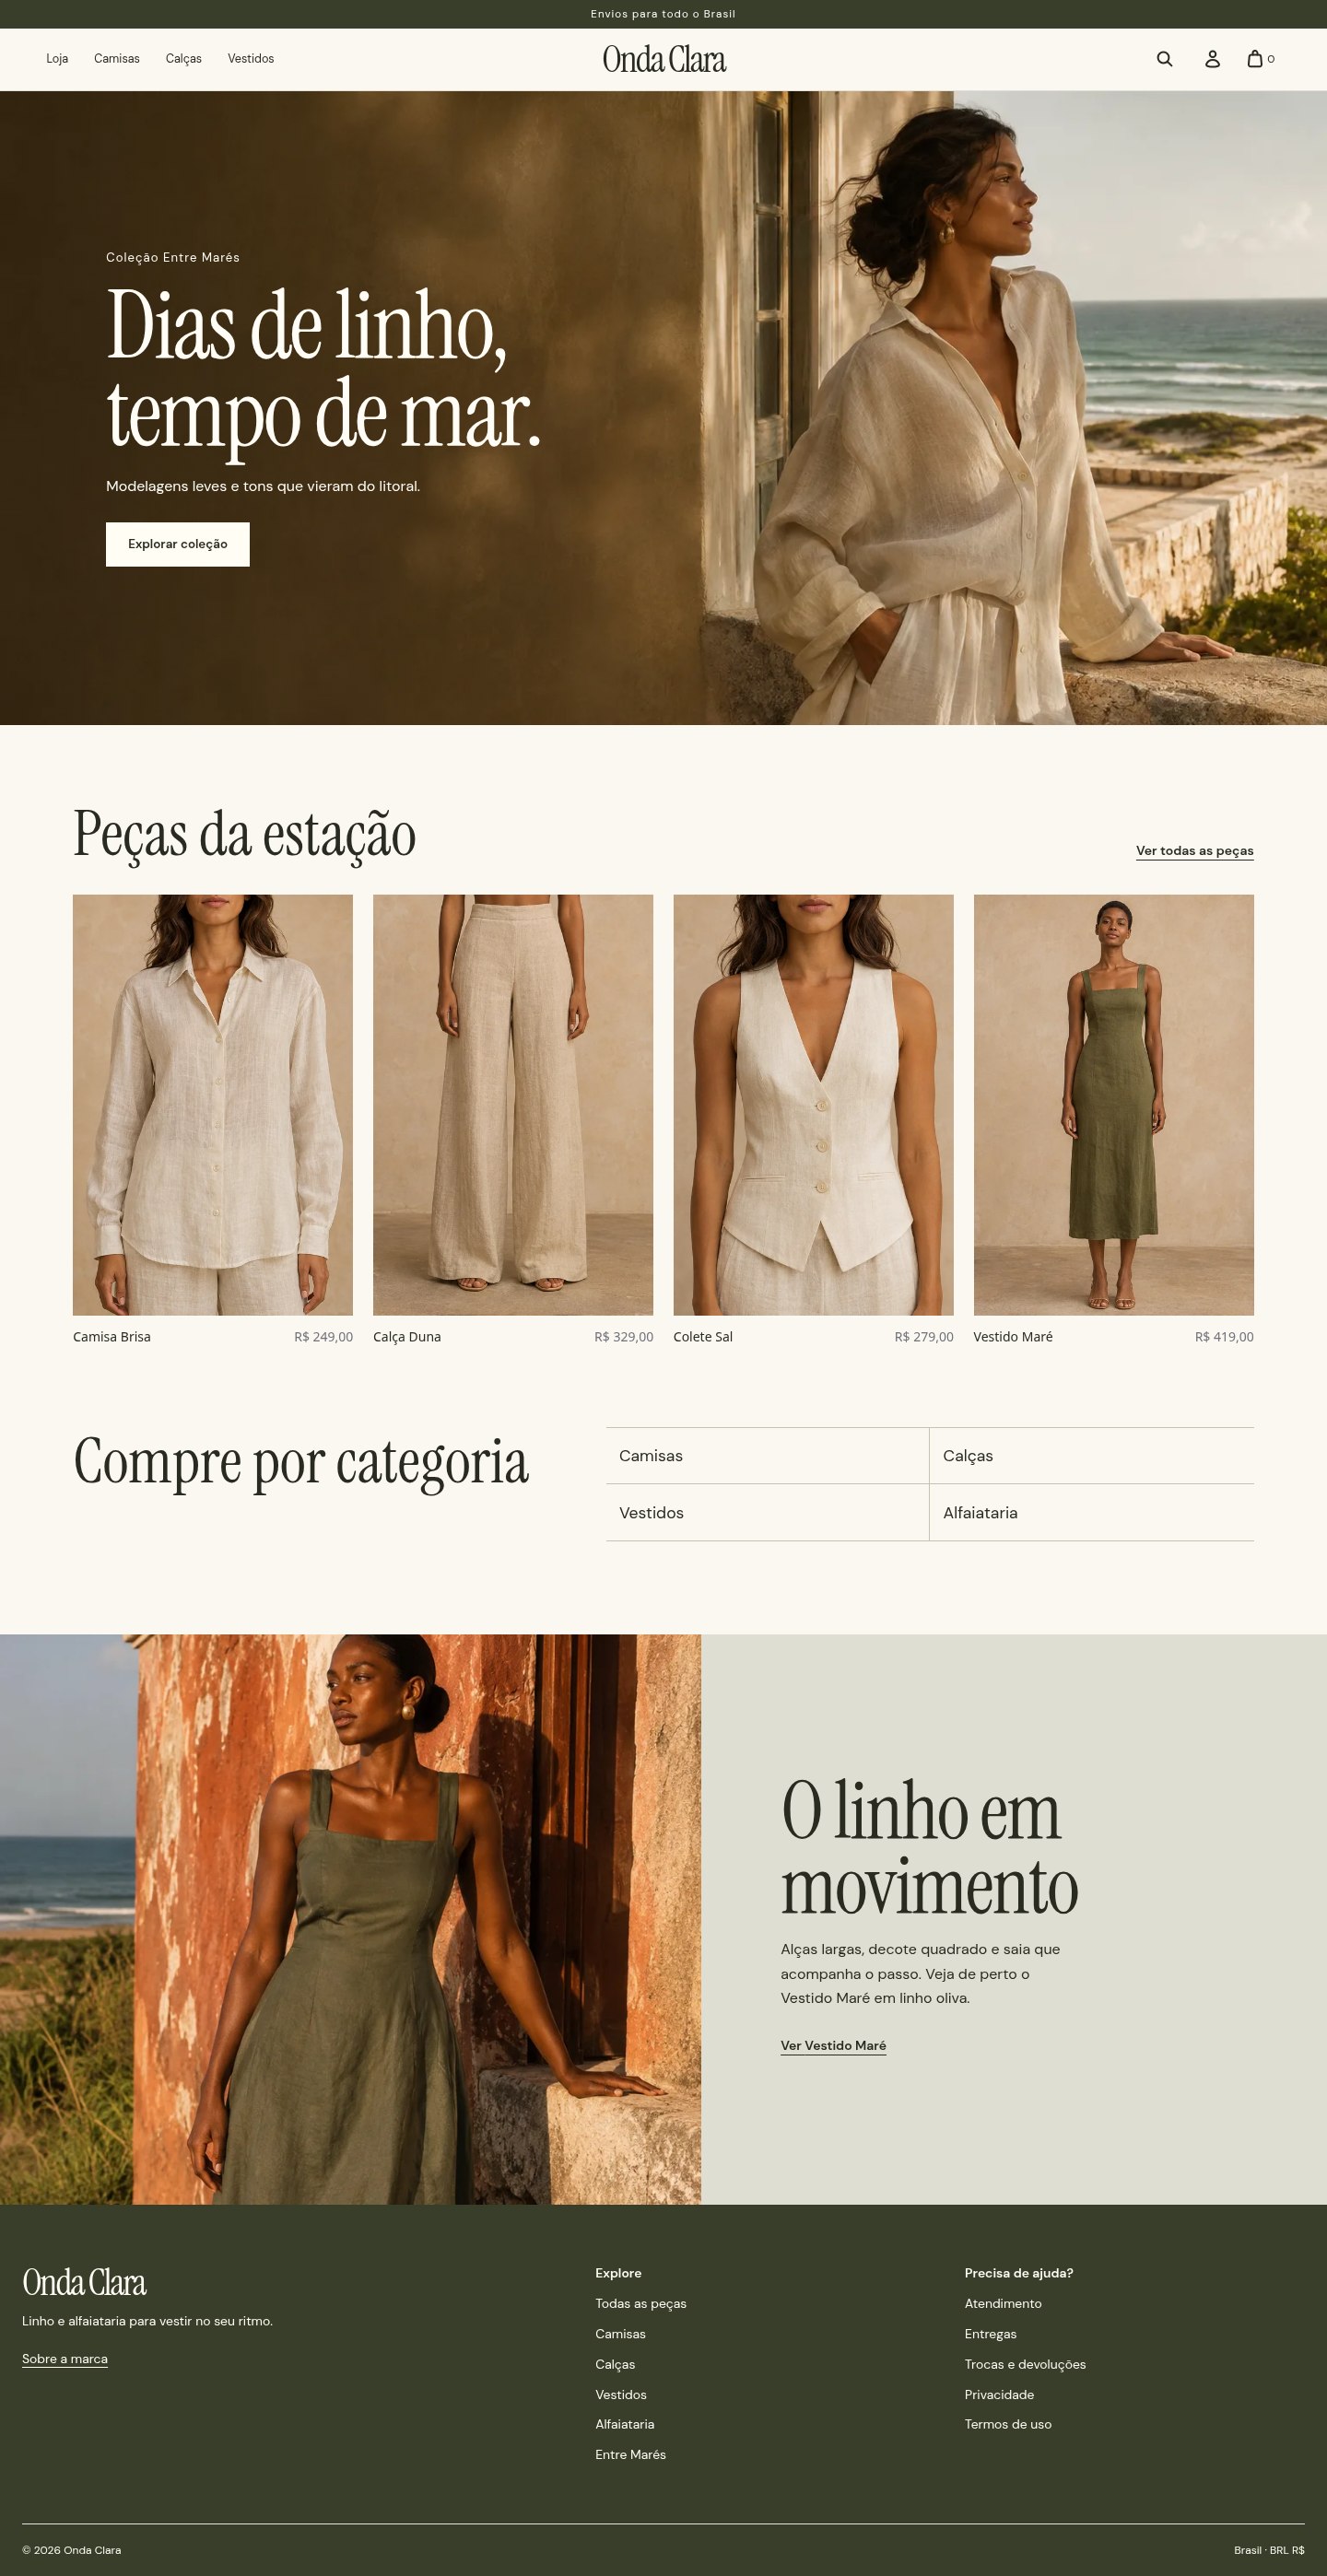 Envios para todo o Brasil
Loja
Camisas
Calças
Vestidos
Onda Clara
0
Coleção Entre Marés
Dias de linho,
tempo de mar.
Modelagens leves e tons que vieram do litoral.
Explorar coleção
Peças da estação
Ver todas as peças
Camisa Brisa
R$ 249,00
Calça Duna
R$ 329,00
Colete Sal
R$ 279,00
Vestido Maré
R$ 419,00
Compre por categoria
Camisas
Calças
Vestidos
Alfaiataria
O linho em
movimento
Alças largas, decote quadrado e saia que
acompanha o passo. Veja de perto o
Vestido Maré em linho oliva.
Ver Vestido Maré
Onda Clara
Linho e alfaiataria para vestir no seu ritmo.
Sobre a marca
Explore
Todas as peças
Camisas
Calças
Vestidos
Alfaiataria
Entre Marés
Precisa de ajuda?
Atendimento
Entregas
Trocas e devoluções
Privacidade
Termos de uso
© 2026 Onda Clara
Brasil · BRL R$